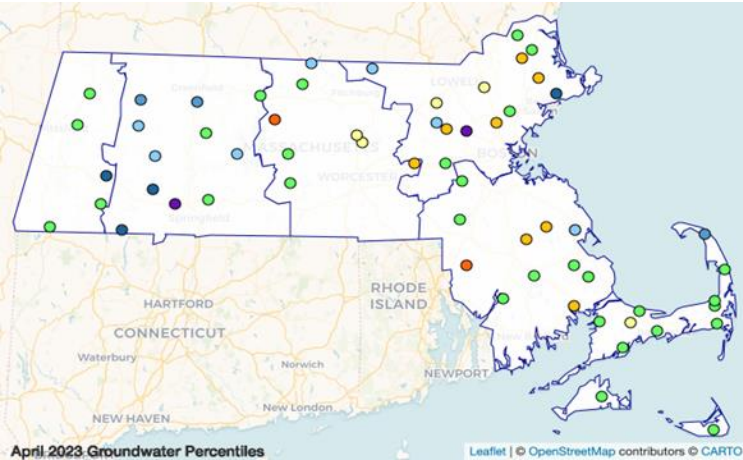 Greenfield
Fitchburg
LOWELL
MASSACHUSETTS
BOSTON
WORCESTER
Springfield
HARTFORD
RHODE
ISLAND
CONNECTICUT
Waterbury
Norwich
NEWPORT
New London
NEW HAVEN
April 2023 Groundwater Percentiles
Leaflet | © OpenStreetMap contributors © CARTO